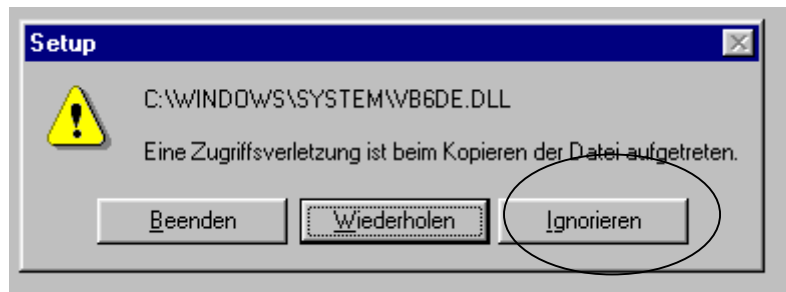 Setup
C:\WINDOWS\SYSTEM\VB6DE.DLL
Eine Zugriffsverletzung ist beim Kopieren der Datei aufgetreten.
Beenden Wiederholen Ignorieren